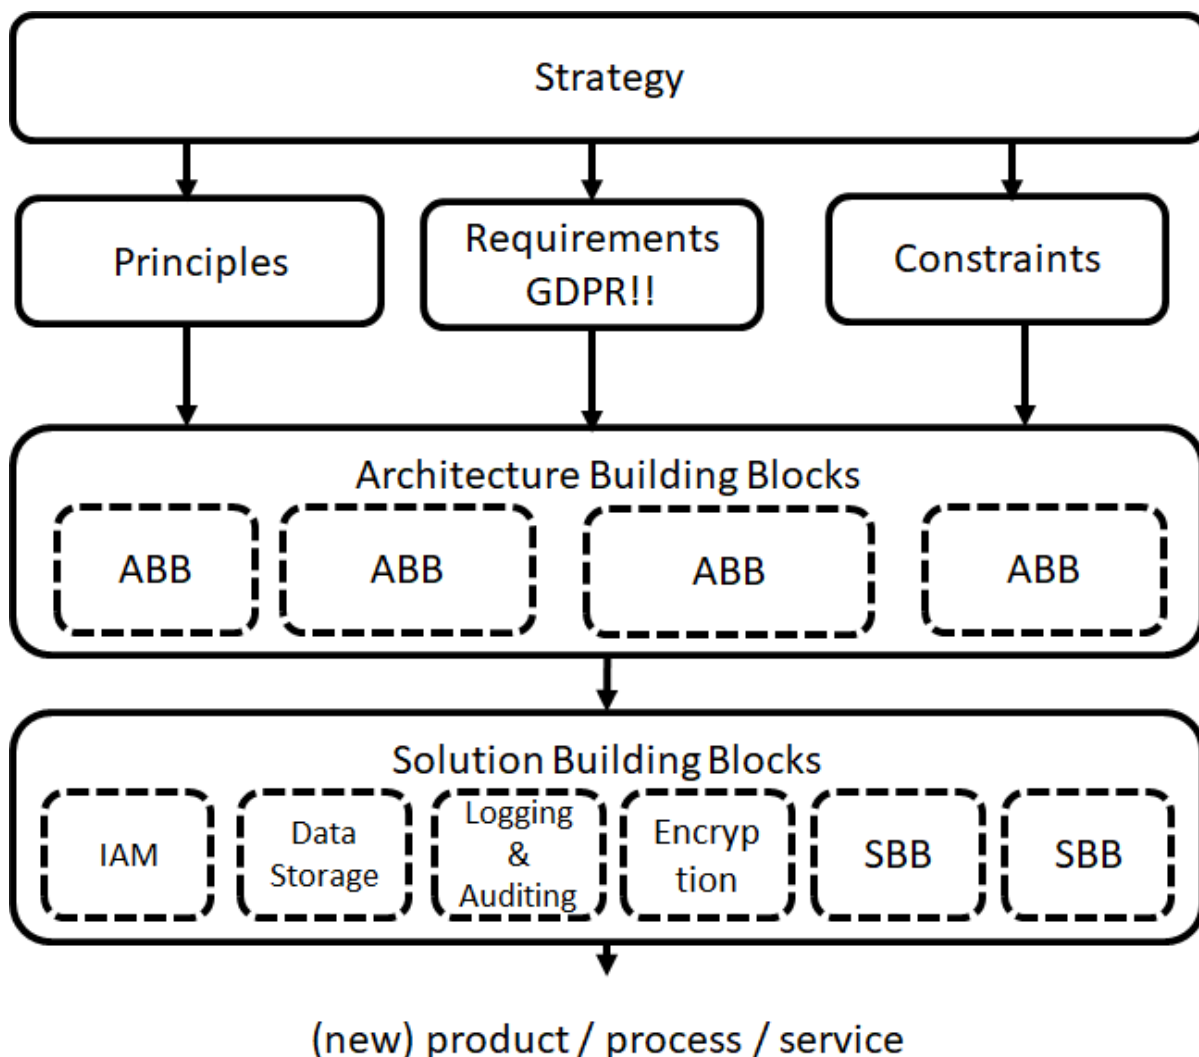 Strategy
Principles
Requirements
GDPR!!
Constraints
Architecture Building Blocks
ABB
ABB
ABB
ABB
Solution Building Blocks
IAM
Data
Storage
Logging
&
Auditing
Encryp
tion
SBB
SBB
(new) product / process / service